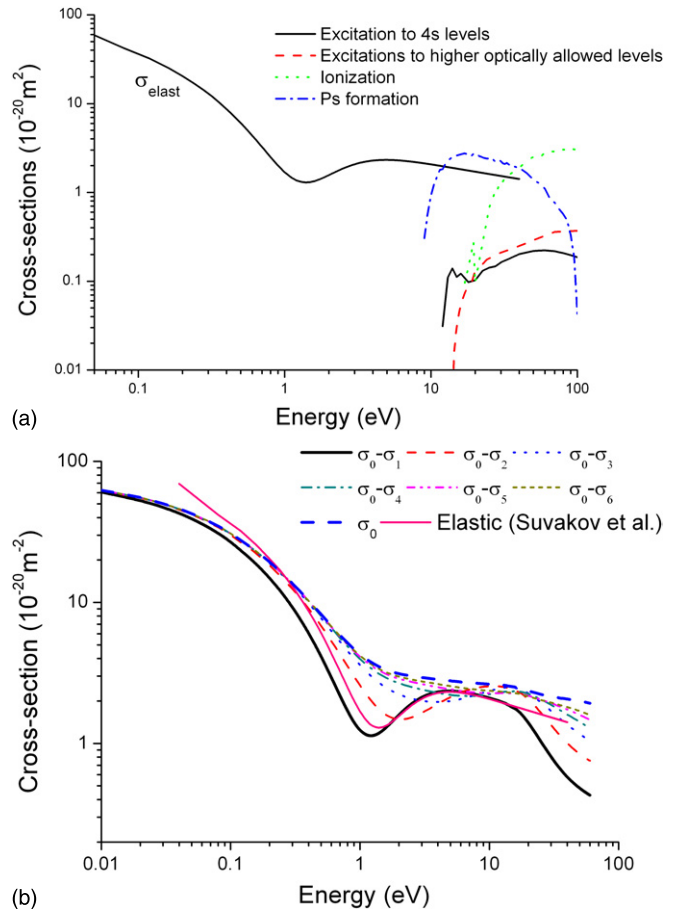 (a)
Excitation to 4s levels
Excitations to higher optically allowed levels
Ionization
Ps formation
σelast
Cross-sections (10⁻²⁰m²)
100
10
1
0.1
0.01
0.1 1 10 100
Energy (eV)
(b)
σ₀-σ₁ σ₀-σ₂ σ₀-σ₃
σ₀-σ₄ σ₀-σ₅ σ₀-σ₆
σ₀ Elastic (Suvakov et al.)
Cross-section (10⁻²⁰m⁻²)
100
10
1
0.01 0.1 1 10 100
Energy (eV)